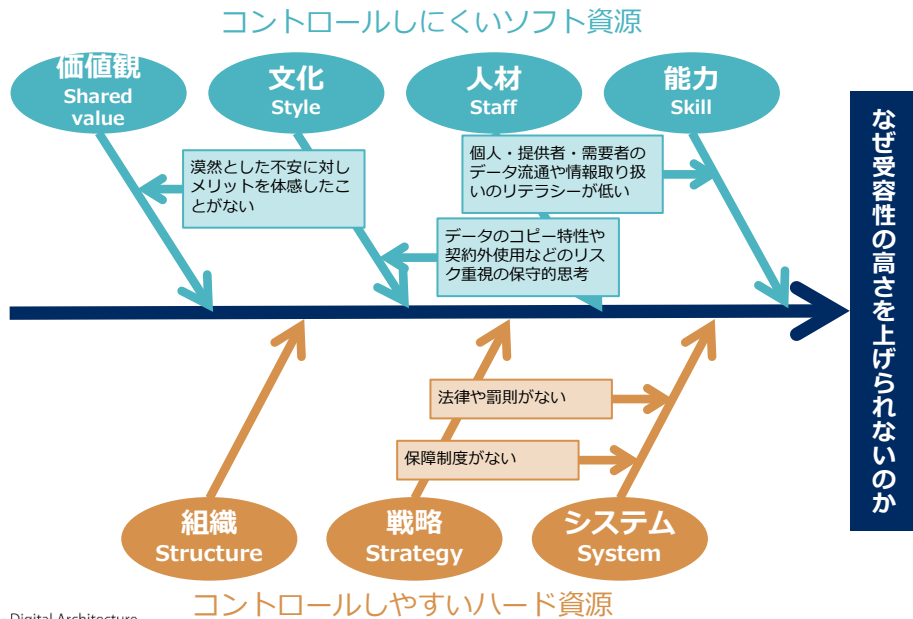 コントロールしにくいソフト資源
価値観
Shared
value
文化
Style
人材
Staff
能力
Skill
漠然とした不安に対し
メリットを体感したこ
とがない
個人・提供者・需要者の
データ流通や情報取り扱
いのリテラシーが低い
データのコピー特性や
契約外使用などのリス
ク重視の保守的思考
なぜ受容性の高さを上げられないのか
法律や罰則がない
保障制度がない
組織
Structure
戦略
Strategy
システム
System
コントロールしやすいハード資源
Digital Architecture